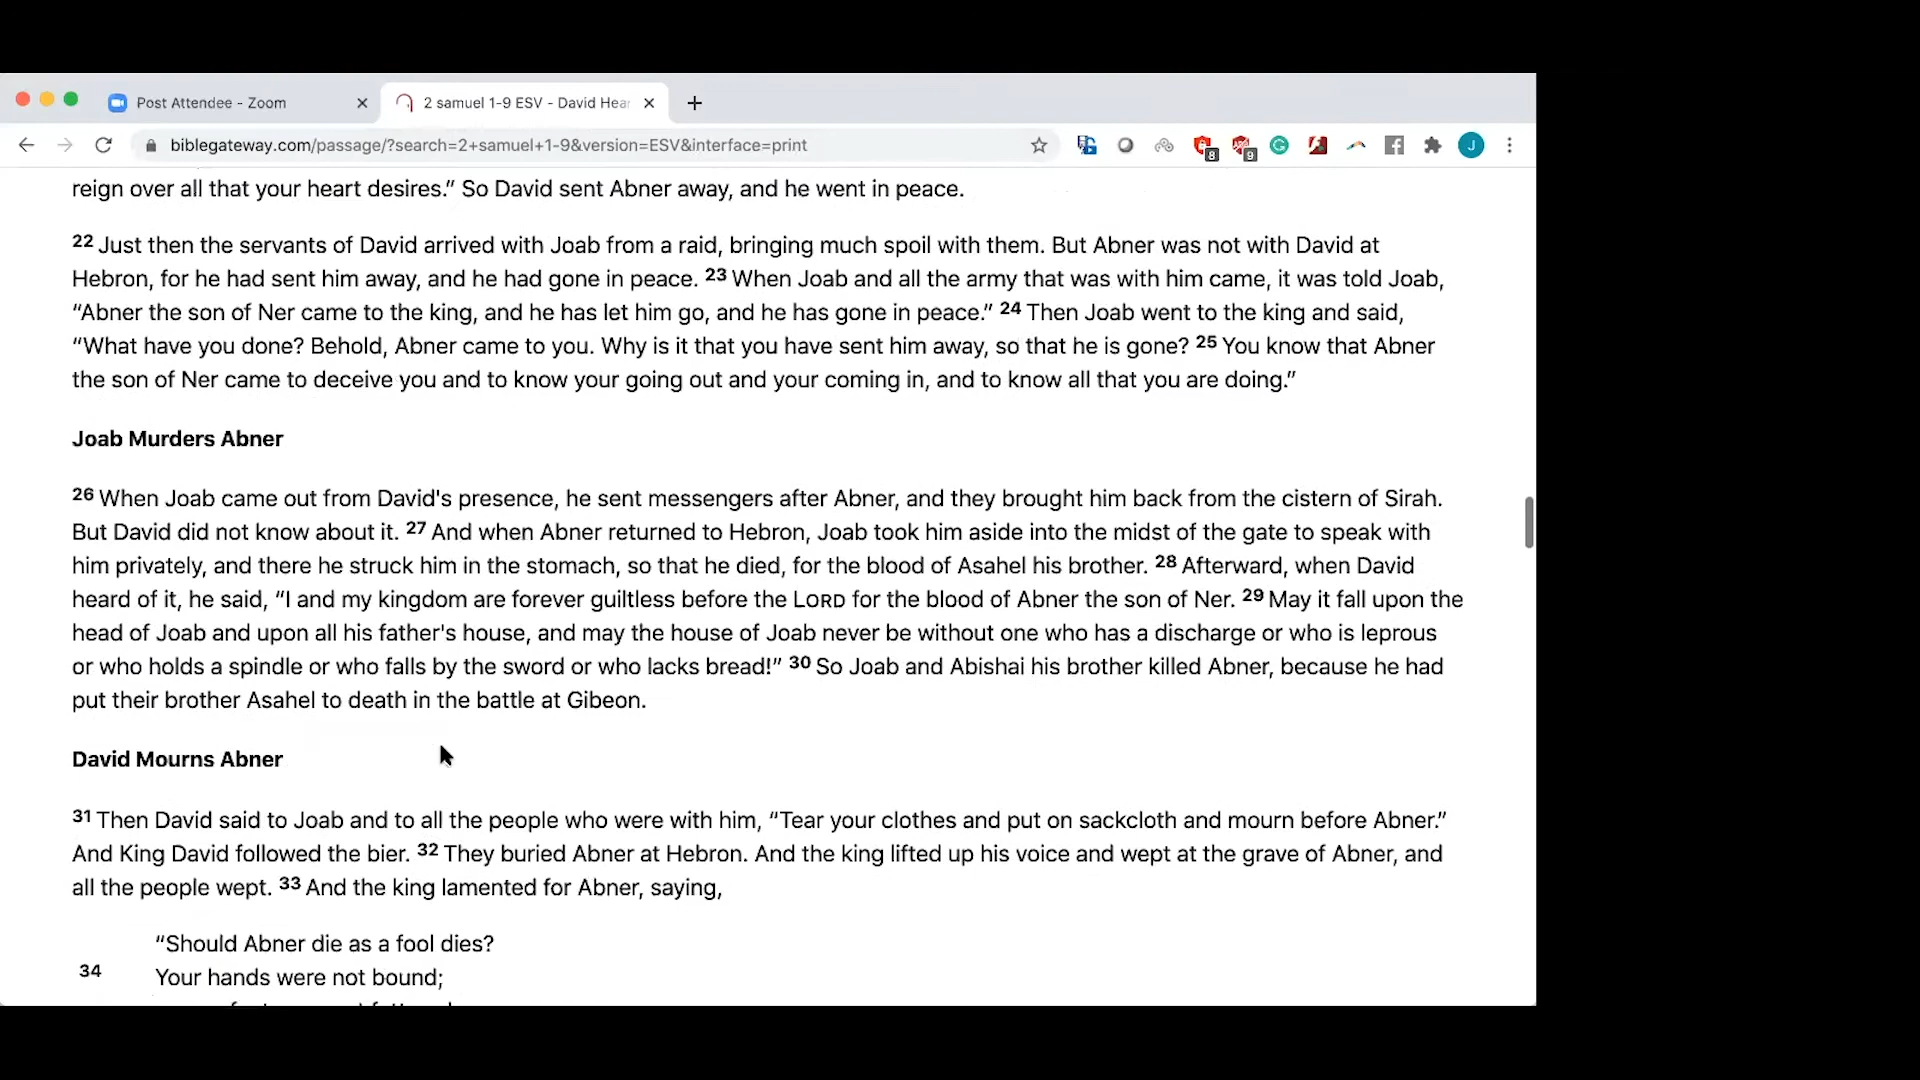 Post Attendee - Zoom
2 samuel 1-9 ESV - David Hear
biblegateway.com/passage/?search=2+samuel+1-9&version=ESV&interface=print
8
9
J
reign over all that your heart desires.” So David sent Abner away, and he went in peace.
22 Just then the servants of David arrived with Joab from a raid, bringing much spoil with them. But Abner was not with David at
Hebron, for he had sent him away, and he had gone in peace. 23 When Joab and all the army that was with him came, it was told Joab,
“Abner the son of Ner came to the king, and he has let him go, and he has gone in peace.” 24 Then Joab went to the king and said,
“What have you done? Behold, Abner came to you. Why is it that you have sent him away, so that he is gone? 25 You know that Abner
the son of Ner came to deceive you and to know your going out and your coming in, and to know all that you are doing.”
Joab Murders Abner
26 When Joab came out from David's presence, he sent messengers after Abner, and they brought him back from the cistern of Sirah.
But David did not know about it. 27 And when Abner returned to Hebron, Joab took him aside into the midst of the gate to speak with
him privately, and there he struck him in the stomach, so that he died, for the blood of Asahel his brother. 28 Afterward, when David
heard of it, he said, “I and my kingdom are forever guiltless before the LORD for the blood of Abner the son of Ner. 29 May it fall upon the
head of Joab and upon all his father's house, and may the house of Joab never be without one who has a discharge or who is leprous
or who holds a spindle or who falls by the sword or who lacks bread!” 30 So Joab and Abishai his brother killed Abner, because he had
put their brother Asahel to death in the battle at Gibeon.
David Mourns Abner
31 Then David said to Joab and to all the people who were with him, “Tear your clothes and put on sackcloth and mourn before Abner.”
And King David followed the bier. 32 They buried Abner at Hebron. And the king lifted up his voice and wept at the grave of Abner, and
all the people wept. 33 And the king lamented for Abner, saying,
“Should Abner die as a fool dies?
34 Your hands were not bound;